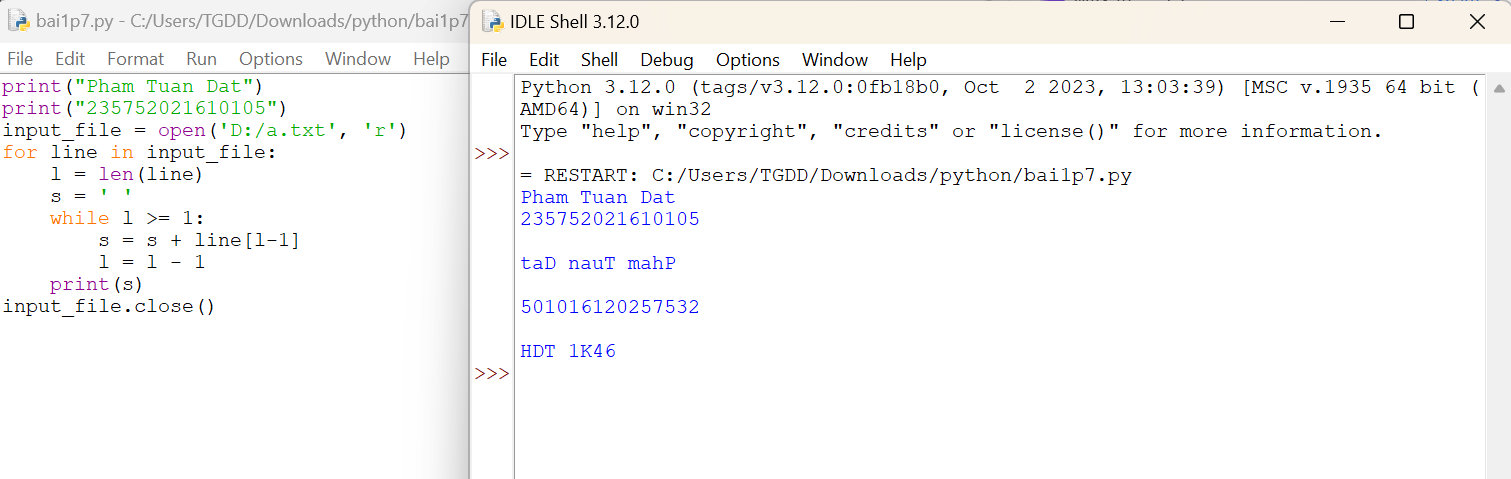 bai1p7.py - C:/Users/TGDD/Downloads/python/bai1p7
File Edit Format Run Options Window Help
print("Pham Tuan Dat")
print("235752021610105")
input_file = open('D:/a.txt', 'r')
for line in input_file:
    l = len(line)
    s = ' '
    while l >= 1:
        s = s + line[l-1]
        l = l - 1
    print(s)
input_file.close()
IDLE Shell 3.12.0
File Edit Shell Debug Options Window Help
Python 3.12.0 (tags/v3.12.0:0fb18b0, Oct  2 2023, 13:03:39) [MSC v.1935 64 bit (
AMD64)] on win32
Type "help", "copyright", "credits" or "license()" for more information.
>>>
= RESTART: C:/Users/TGDD/Downloads/python/bai1p7.py
Pham Tuan Dat
235752021610105
taD nauT mahP
501016120257532
HDT 1K46
>>>